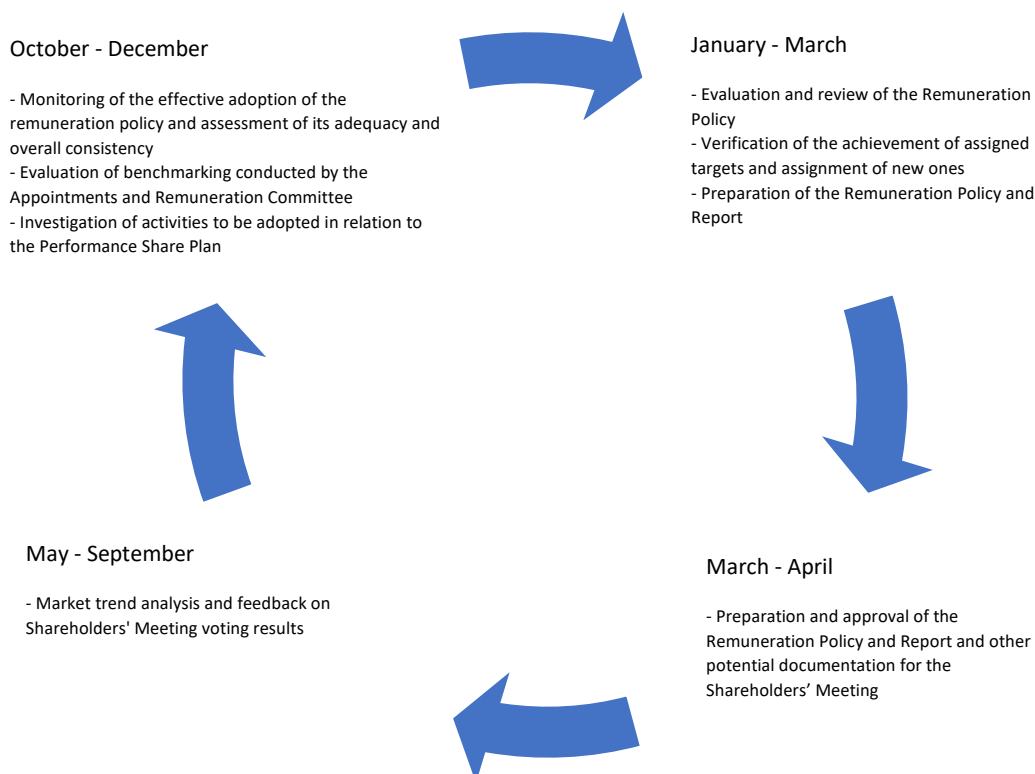 October - December
- Monitoring of the effective adoption of the
remuneration policy and assessment of its adequacy and
overall consistency
- Evaluation of benchmarking conducted by the
Appointments and Remuneration Committee
- Investigation of activities to be adopted in relation to
the Performance Share Plan
January - March
- Evaluation and review of the Remuneration
Policy
- Verification of the achievement of assigned
targets and assignment of new ones
- Preparation of the Remuneration Policy and
Report
May - September
- Market trend analysis and feedback on
Shareholders' Meeting voting results
March - April
- Preparation and approval of the
Remuneration Policy and Report and other
potential documentation for the
Shareholders’ Meeting